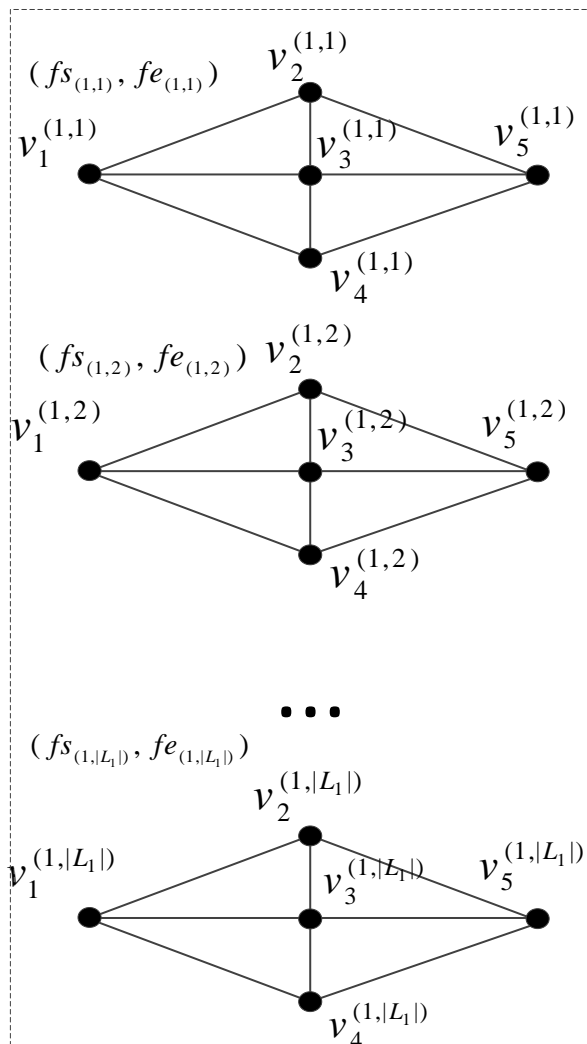 (fs_(1,1), fe_(1,1))
v_2^(1,1)
v_1^(1,1)
v_3^(1,1)
v_5^(1,1)
v_4^(1,1)
(fs_(1,2), fe_(1,2))
v_2^(1,2)
v_1^(1,2)
v_3^(1,2)
v_5^(1,2)
v_4^(1,2)
...
(fs_(1,|L_1|), fe_(1,|L_1|))
v_2^(1,|L_1|)
v_1^(1,|L_1|)
v_3^(1,|L_1|)
v_5^(1,|L_1|)
v_4^(1,|L_1|)